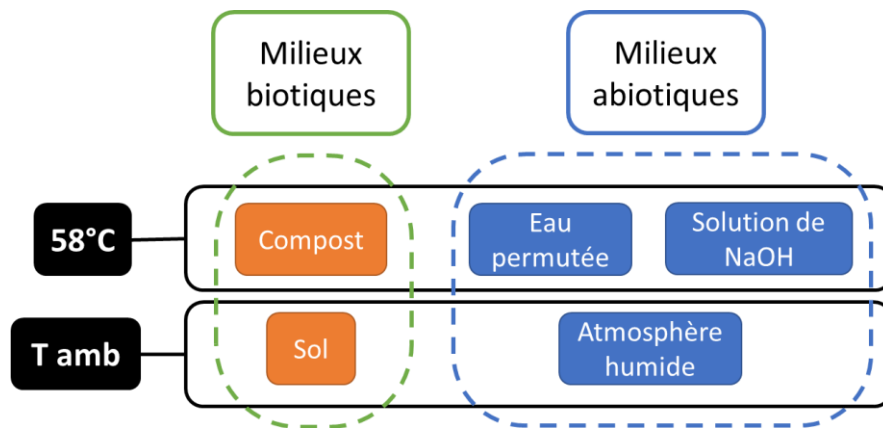 Milieux
biotiques
Milieux
abiotiques
58°C
Compost
Eau
permutée
Solution de
NaOH
T amb
Sol
Atmosphère
humide